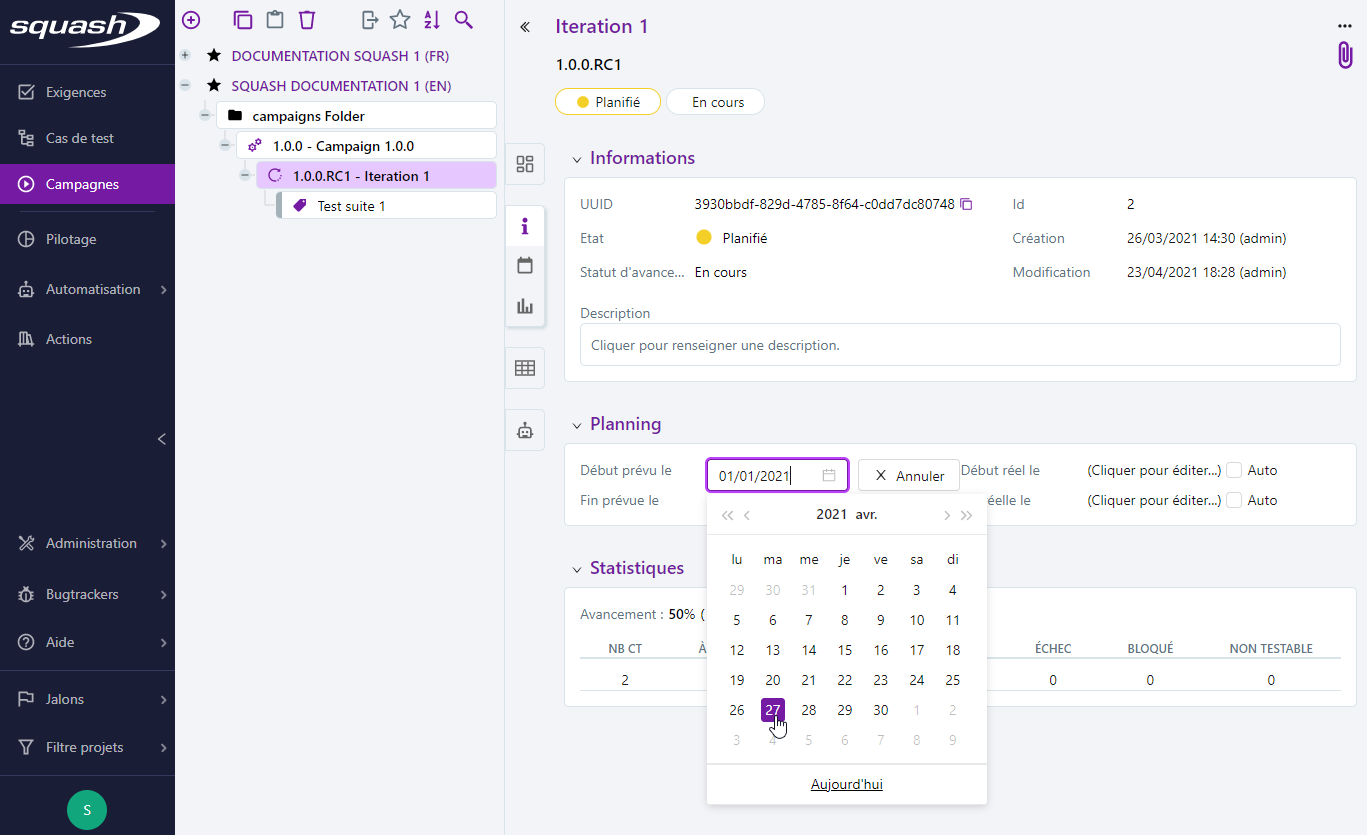 squash
Exigences
Cas de test
Campagnes
Pilotage
Automatisation
Actions
Administration
Bugtrackers
Aide
Jalons
Filtre projets
S
DOCUMENTATION SQUASH 1 (FR)
SQUASH DOCUMENTATION 1 (EN)
campaigns Folder
1.0.0 - Campaign 1.0.0
1.0.0.RC1 - Iteration 1
Test suite 1
Iteration 1
1.0.0.RC1
Planifié En cours
Informations
UUID 3930bbdf-829d-4785-8f64-c0dd7dc80748 Id 2
Etat Planifié Création 26/03/2021 14:30 (admin)
Statut d'avance... En cours Modification 23/04/2021 18:28 (admin)
Description
Cliquer pour renseigner une description.
Planning
Début prévu le 01/01/2021 Annuler Début réel le (Cliquer pour éditer...) Auto
Fin prévue le éelle le (Cliquer pour éditer...) Auto
2021 avr.
lu ma me je ve sa di
29 30 31 1 2 3 4
5 6 7 8 9 10 11
12 13 14 15 16 17 18
19 20 21 22 23 24 25
26 27 28 29 30 1 2
3 4 5 6 7 8 9
Aujourd'hui
Statistiques
Avancement : 50% (
NB CT À ÉCHEC BLOQUÉ NON TESTABLE
2 0 0 0